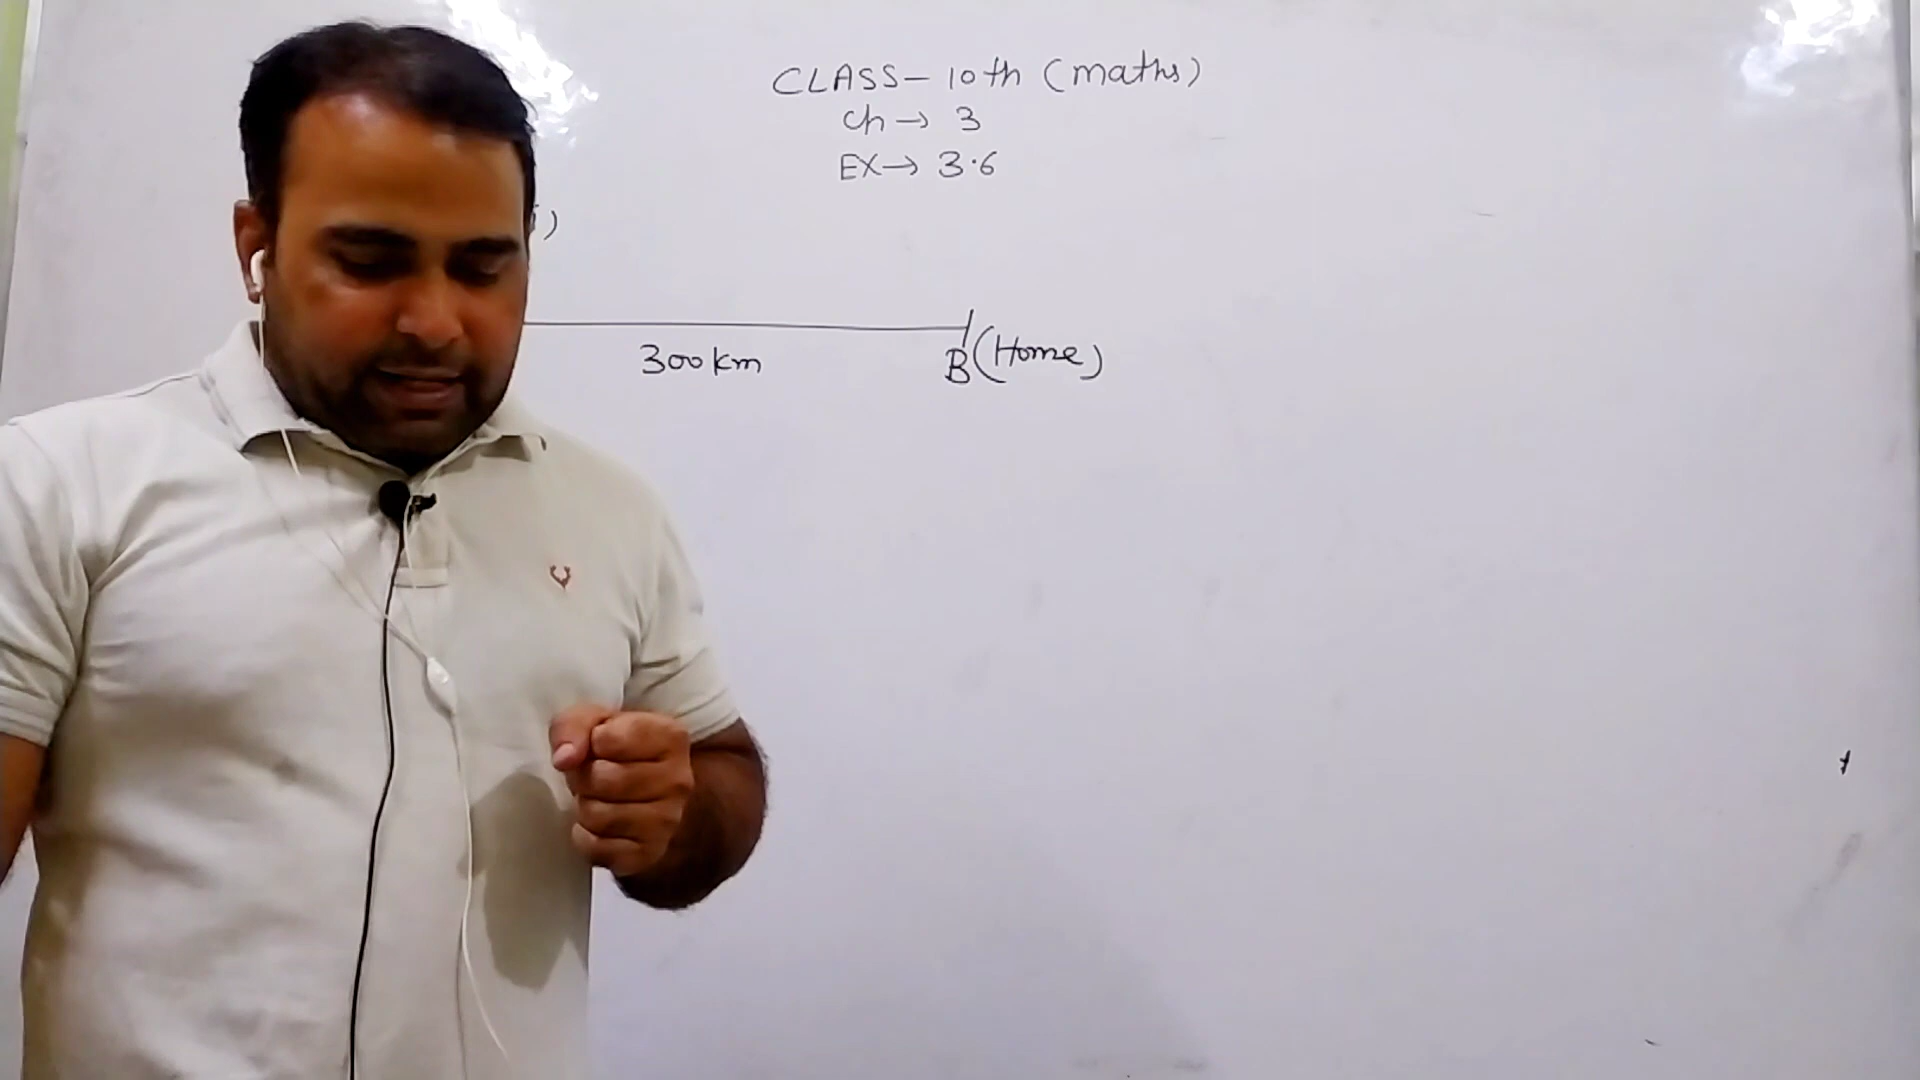 CLASS - 10th (maths)
Ch → 3
EX → 3.6
)
300 km
B (Home)